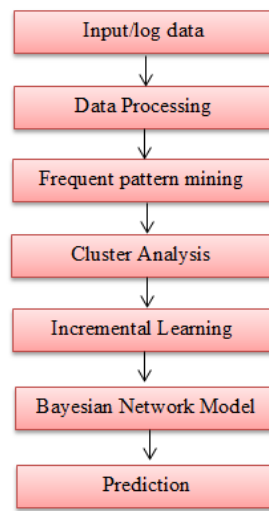 Input/log data
Data Processing
Frequent pattern mining
Cluster Analysis
Incremental Learning
Bayesian Network Model
Prediction